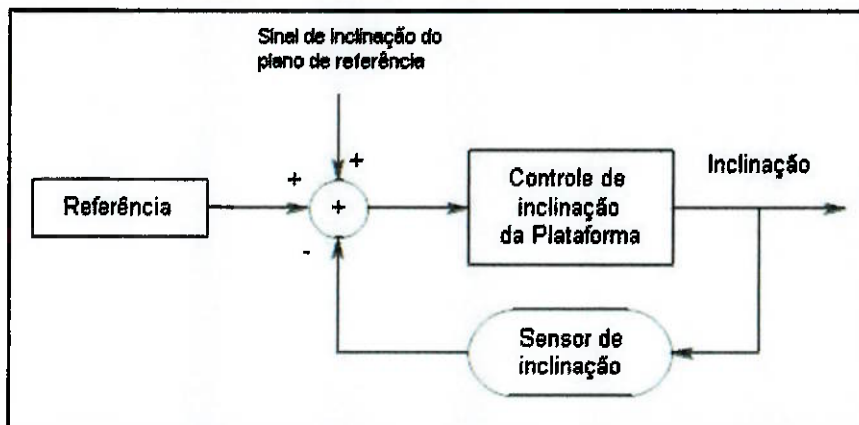 Sinal de inclinação do
plano de referência
+
+
Referência
+
-
Controle de
inclinação
da Plataforma
Inclinação
Sensor de
inclinação